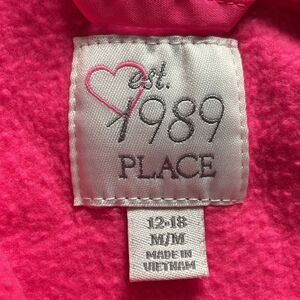 est.
1989
PLACE
12-18
M/M
MADE IN
VIETNAM